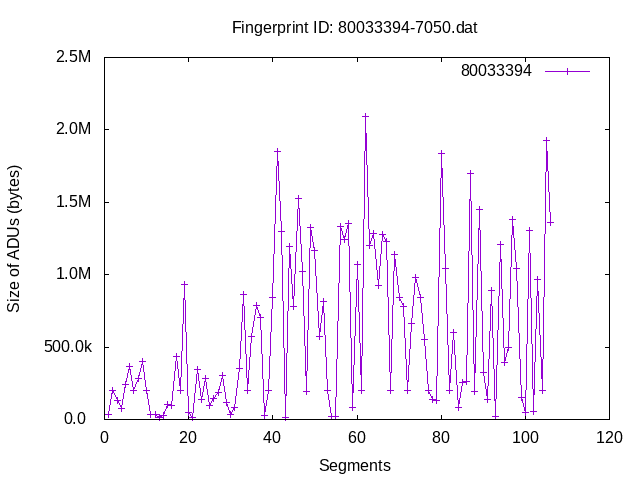 Fingerprint ID: 80033394-7050.dat
80033394
2.5M
2.0M
1.5M
1.0M
500.0k
0.0
Size of ADUs (bytes)
0 20 40 60 80 100 120
Segments